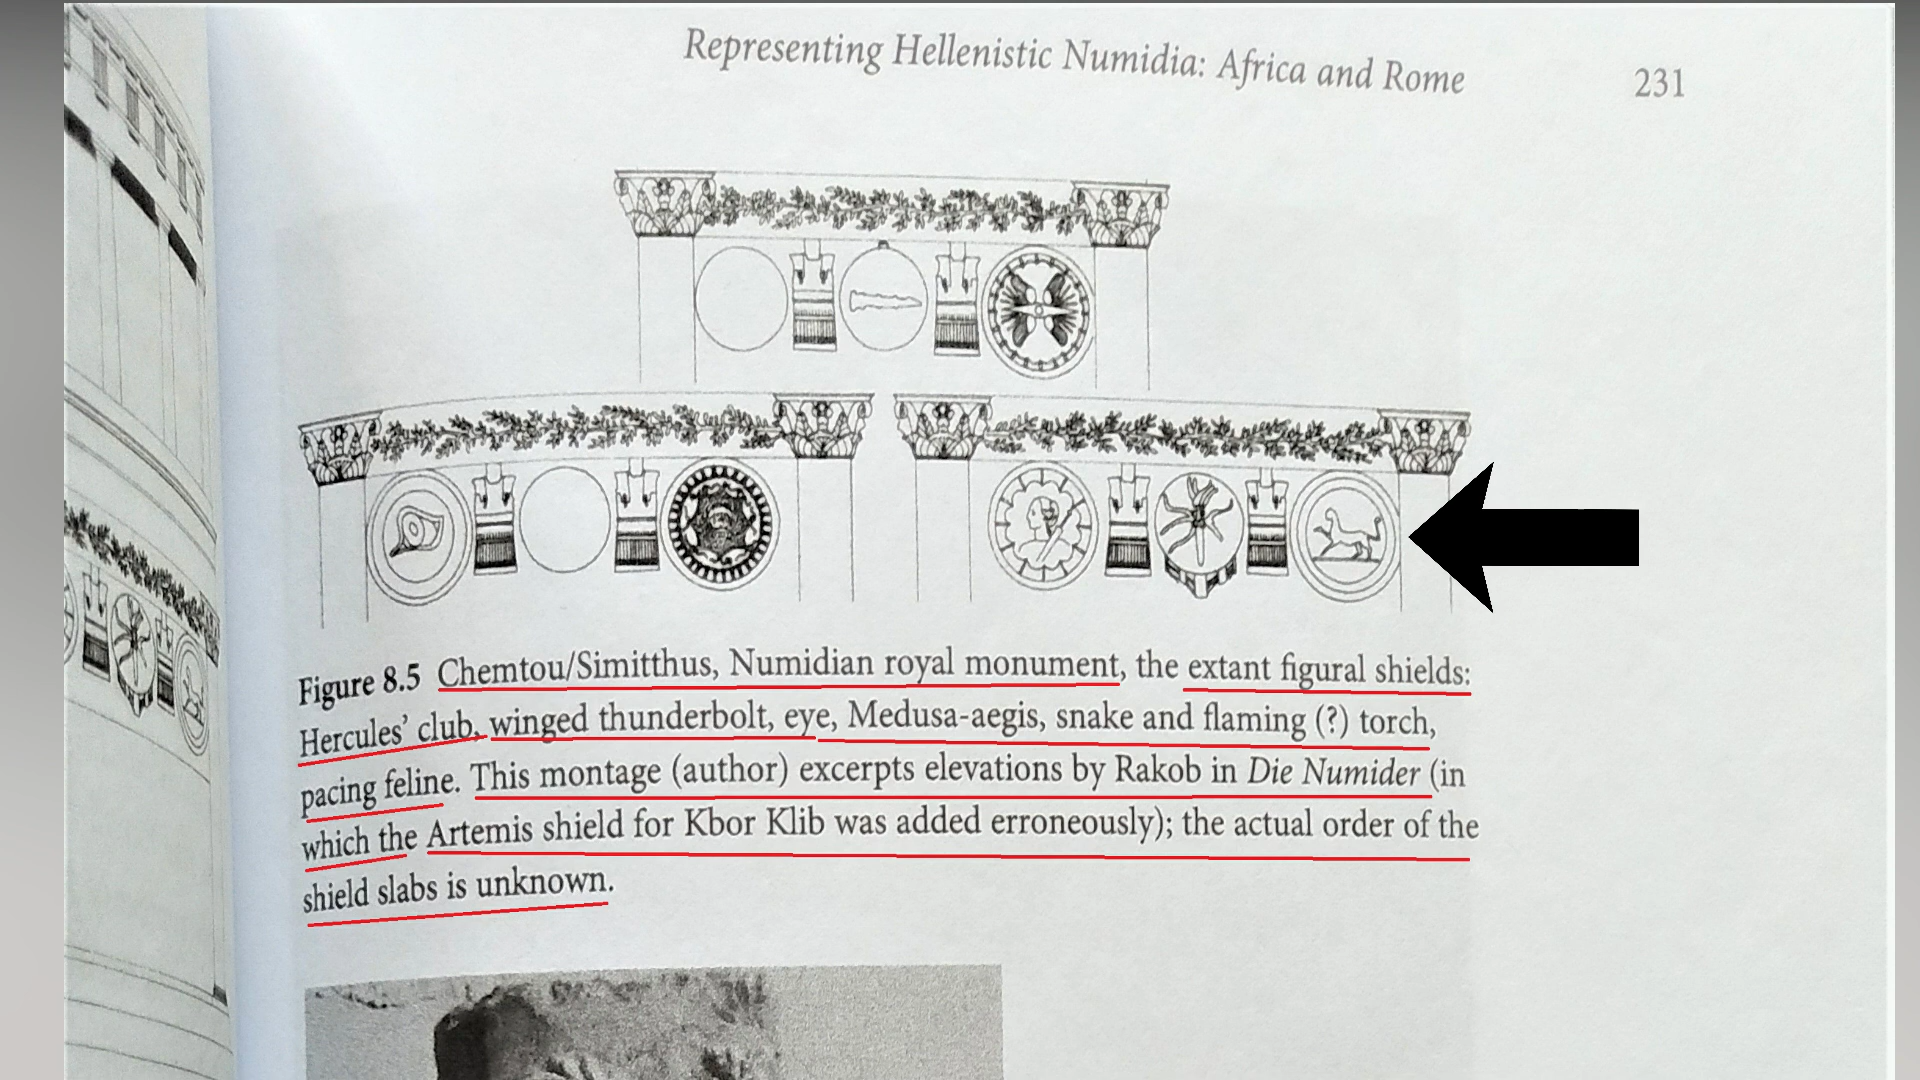 Representing Hellenistic Numidia: Africa and Rome 231
Figure 8.5 Chemtou/Simitthus, Numidian royal monument, the extant figural shields:
Hercules’ club, winged thunderbolt, eye, Medusa-aegis, snake and flaming (?) torch,
pacing feline. This montage (author) excerpts elevations by Rakob in Die Numider (in
which the Artemis shield for Kbor Klib was added erroneously); the actual order of the
shield slabs is unknown.